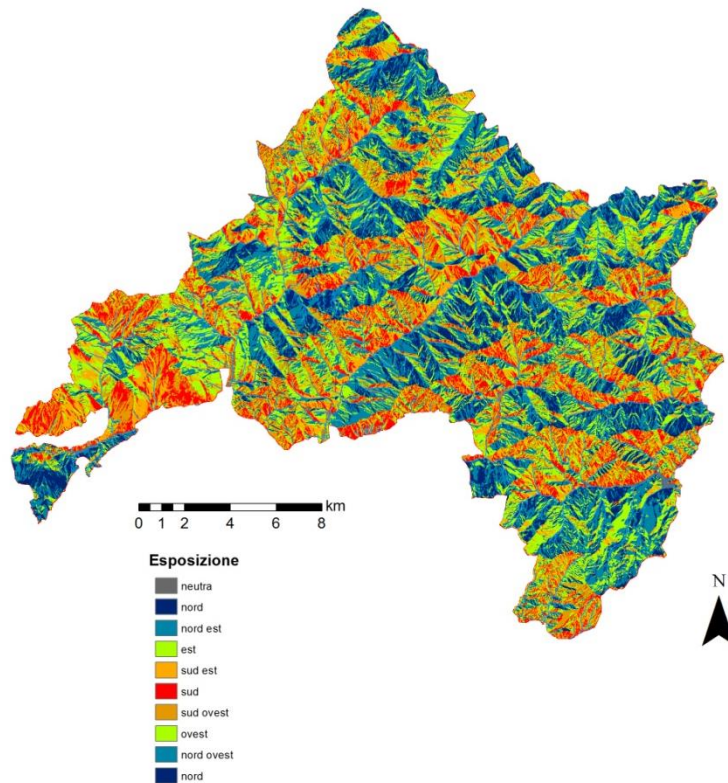 km
0 1 2 4 6 8
Esposizione
neutra
nord
nord est
est
sud est
sud
sud ovest
ovest
nord ovest
nord
N